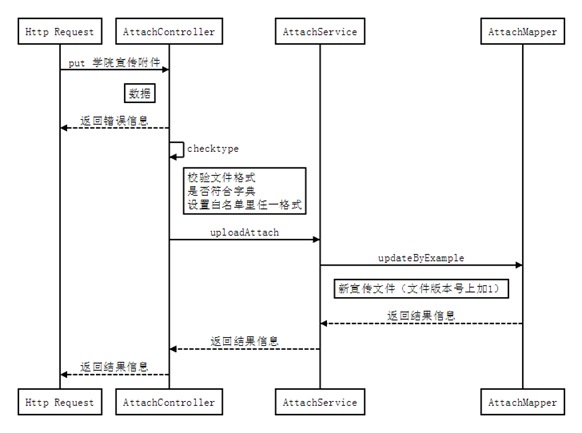 Http Request
AttachController
AttachService
AttachMapper
put 学院宣传附件
数据
返回错误信息
checktype
校验文件格式
是否符合字典
设置白名单里任一格式
uploadAttach
updateByExample
新宣传文件（文件版本号上加1）
返回结果信息
返回结果信息
返回结果信息
Http Request
AttachController
AttachService
AttachMapper